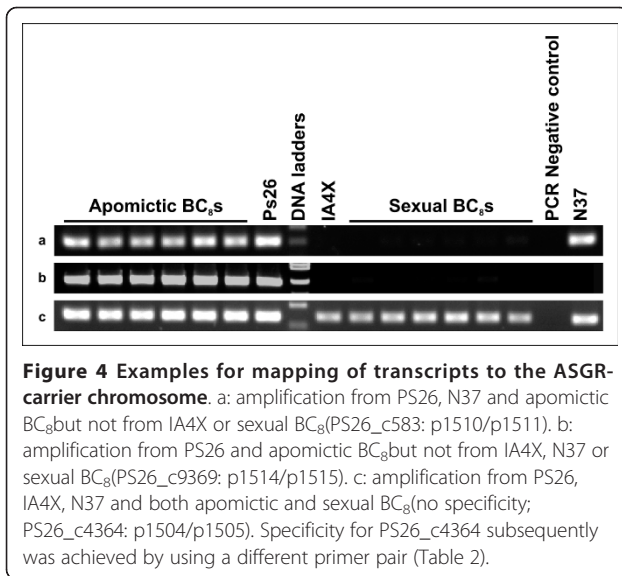 Apomictic BC₈s
Ps26
DNA ladders
IA4X
Sexual BC₈s
PCR Negative control
N37
a
b
c
Figure 4 Examples for mapping of transcripts to the ASGR-
carrier chromosome. a: amplification from PS26, N37 and apomictic
BC₈but not from IA4X or sexual BC₈(PS26_c583: p1510/p1511). b:
amplification from PS26 and apomictic BC₈but not from IA4X, N37 or
sexual BC₈(PS26_c9369: p1514/p1515). c: amplification from PS26,
IA4X, N37 and both apomictic and sexual BC₈(no specificity;
PS26_c4364: p1504/p1505). Specificity for PS26_c4364 subsequently
was achieved by using a different primer pair (Table 2).